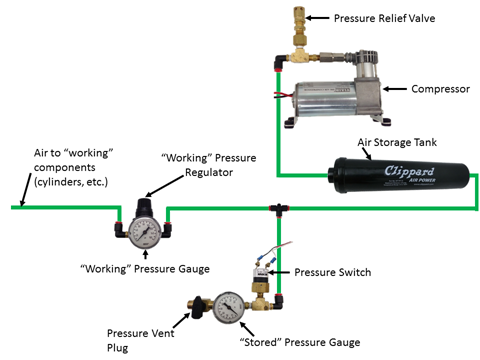 Pressure Relief Valve
Compressor
Air Storage Tank
Clippard
AIR POWER
Air to “working”
components
(cylinders, etc.)
“Working” Pressure
Regulator
“Working” Pressure Gauge
Pressure Switch
Pressure Vent
Plug
“Stored” Pressure Gauge